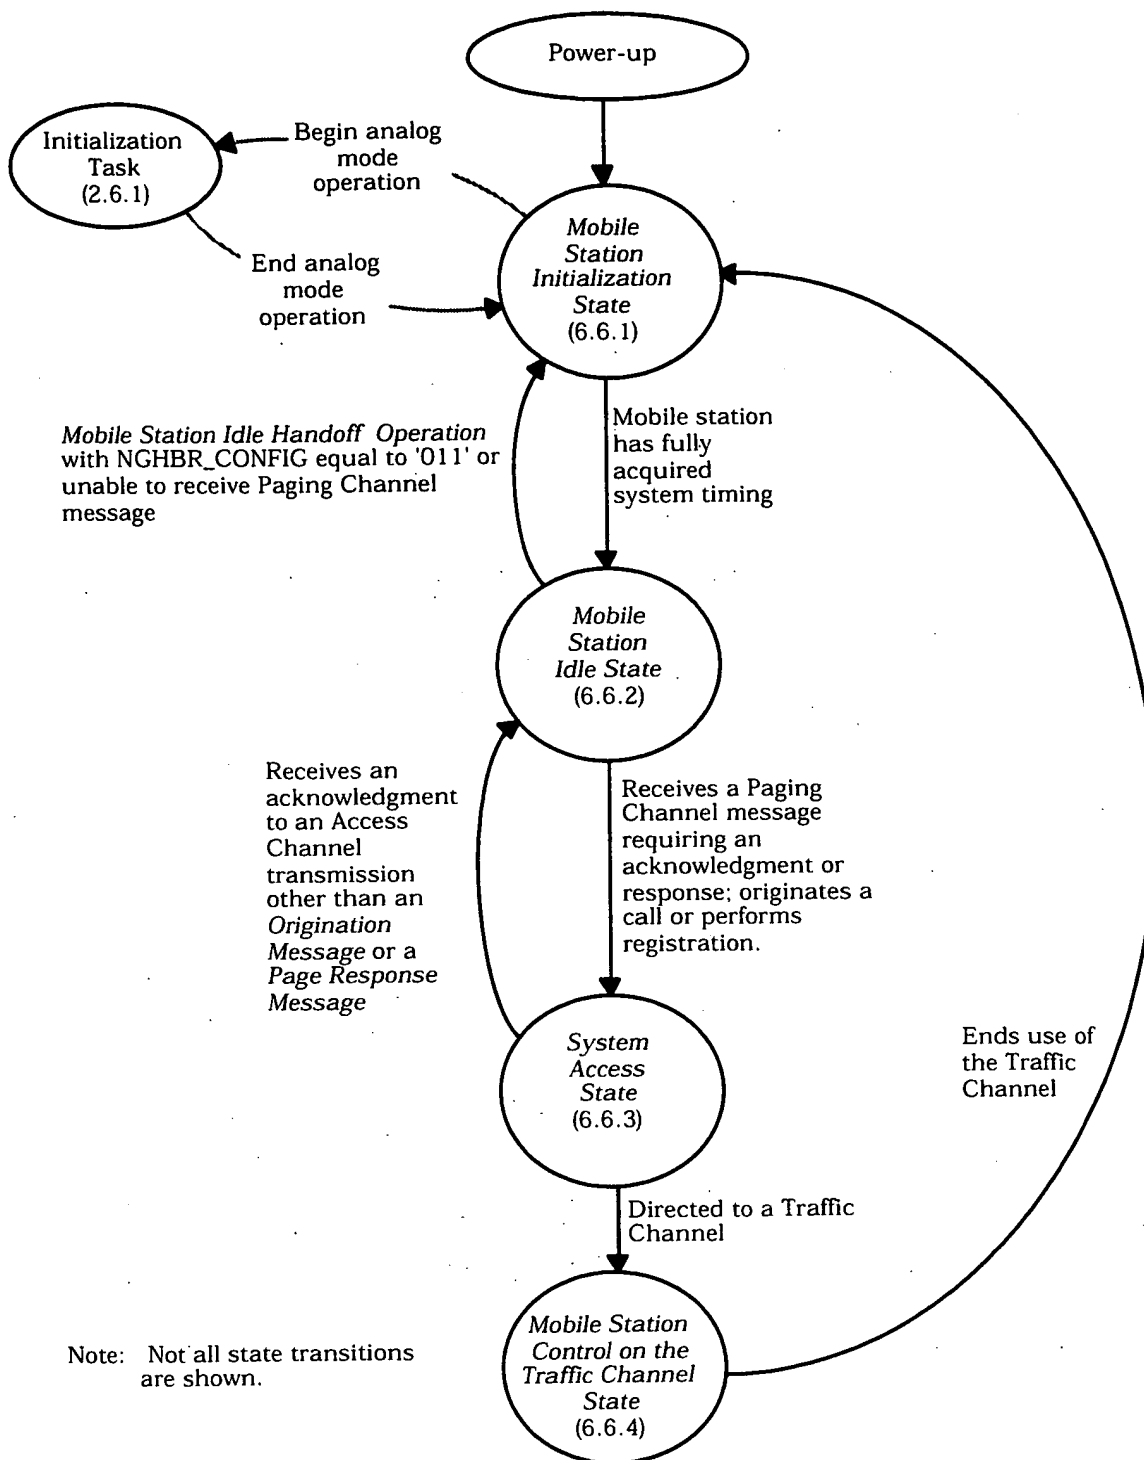 Power-up
Initialization
Task
(2.6.1)
Begin analog
mode
operation
Mobile
Station
Initialization
State
(6.6.1)
End analog
mode
operation
Mobile Station Idle Handoff Operation
with NGHBR_CONFIG equal to '011' or
unable to receive Paging Channel
message
Mobile station
has fully
acquired
system timing
Mobile
Station
Idle State
(6.6.2)
Receives an
acknowledgment
to an Access
Channel
transmission
other than an
Origination
Message or a
Page Response
Message
Receives a Paging
Channel message
requiring an
acknowledgment or
response; originates a
call or performs
registration.
System
Access
State
(6.6.3)
Ends use of
the Traffic
Channel
Directed to a Traffic
Channel
Mobile Station
Control on the
Traffic Channel
State
(6.6.4)
Note: Not all state transitions
are shown.